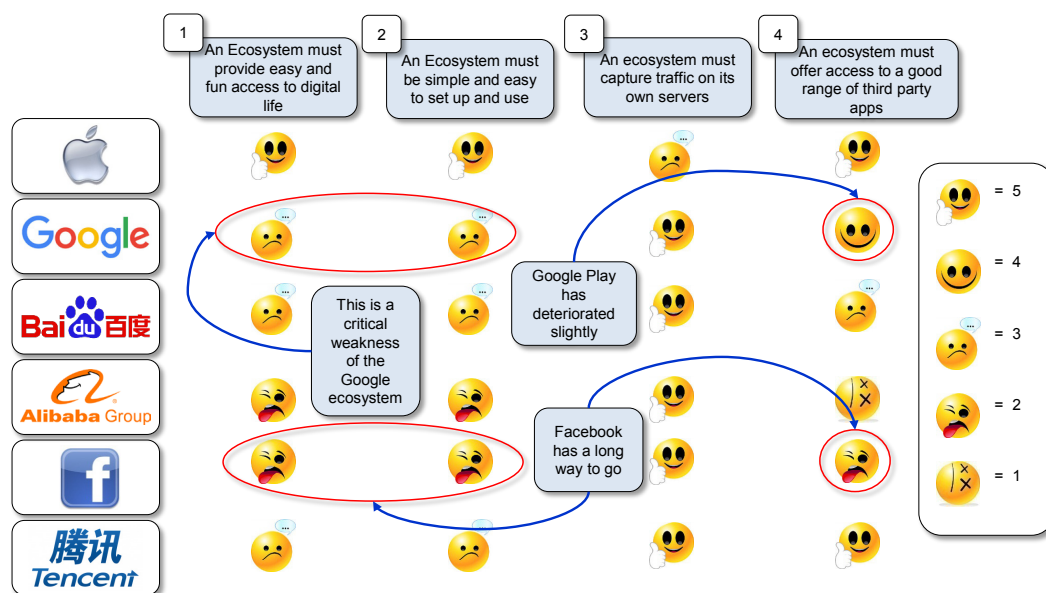 1
An Ecosystem must
provide easy and
fun access to digital
life
2
An Ecosystem must
be simple and easy
to set up and use
3
An ecosystem must
capture traffic on its
own servers
4
An ecosystem must
offer access to a good
range of third party
apps
Google
Bai du 百度
Alibaba Group
f
腾讯
Tencent
This is a
critical
weakness
of the
Google
ecosystem
Google Play
has
deteriorated
slightly
Facebook
has a long
way to go
= 5
= 4
= 3
= 2
= 1